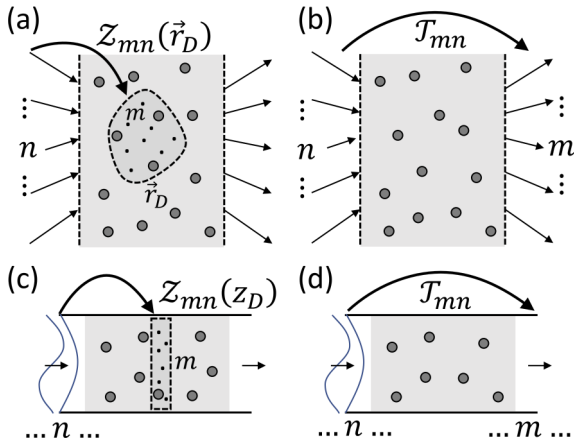 (a)
𝒵mn(r⃗D)
m
n
⋮
⋮
r⃗D
(b)
𝒯mn
n
⋮
⋮
m
⋮
⋮
(c)
𝒵mn(zD)
m
... n ...
(d)
𝒯mn
... n ...
... m ...